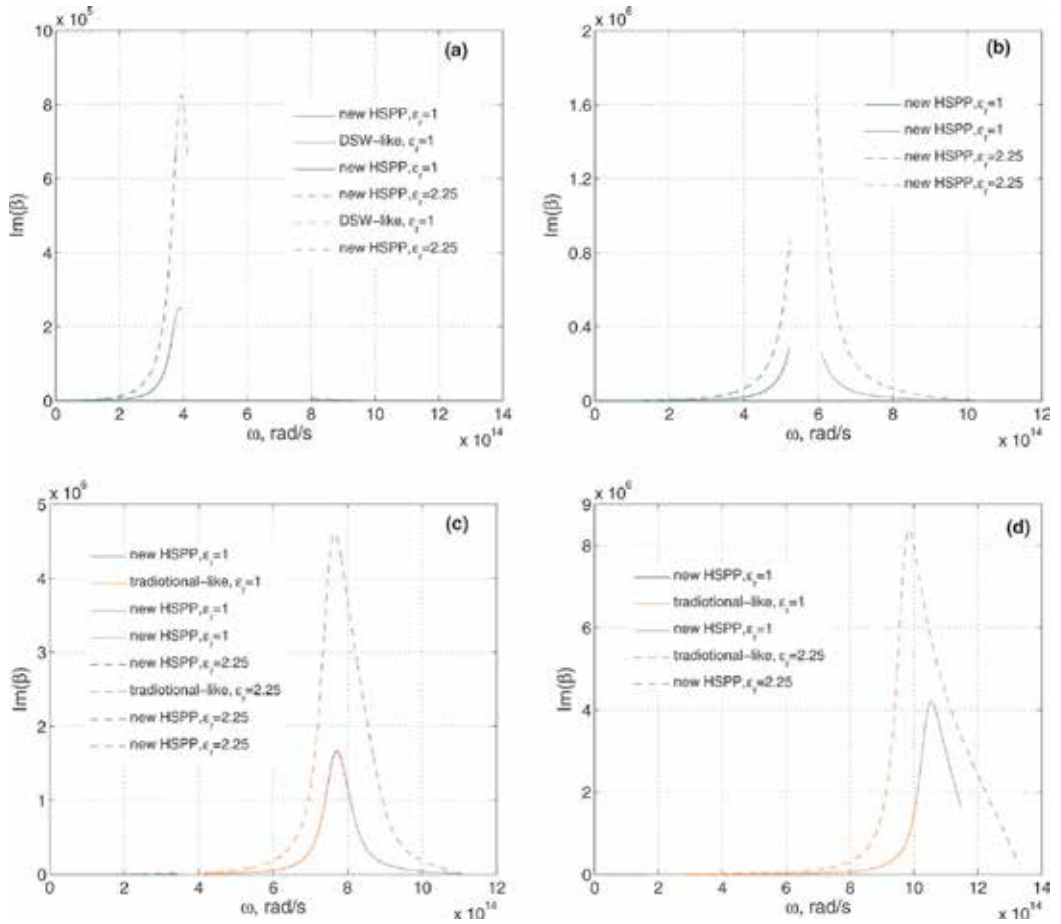 x 10^5
10
(a)
8
6
4
2
0
Im(β)
new HSPP,ε_r=1
DSW-like, ε_r=1
new HSPP,ε_r=1
new HSPP,ε_r=2.25
DSW-like, ε_r=1
new HSPP,ε_r=2.25
0 2 4 6 8 10 12 14
ω, rad/s
x 10^14
x 10^6
2
(b)
1.6
1.2
0.8
0.4
0
Im(β)
new HSPP,ε_r=1
new HSPP,ε_r=1
new HSPP,ε_r=2.25
new HSPP,ε_r=2.25
0 2 4 6 8 10 12
ω, rad/s
x 10^14
x 10^6
5
(c)
4
3
2
1
0
Im(β)
new HSPP,ε_r=1
tradiotional-like, ε_r=1
new HSPP,ε_r=1
new HSPP,ε_r=1
new HSPP,ε_r=2.25
tradiotional-like, ε_r=2.25
new HSPP,ε_r=2.25
new HSPP,ε_r=2.25
0 2 4 6 8 10 12
ω, rad/s
x 10^14
x 10^6
9
(d)
8
6
4
2
0
Im(β)
new HSPP,ε_r=1
tradiotional-like, ε_r=1
new HSPP,ε_r=1
tradiotional-like, ε_r=2.25
new HSPP,ε_r=2.25
0 2 4 6 8 10 12 14
ω, rad/s
x 10^14